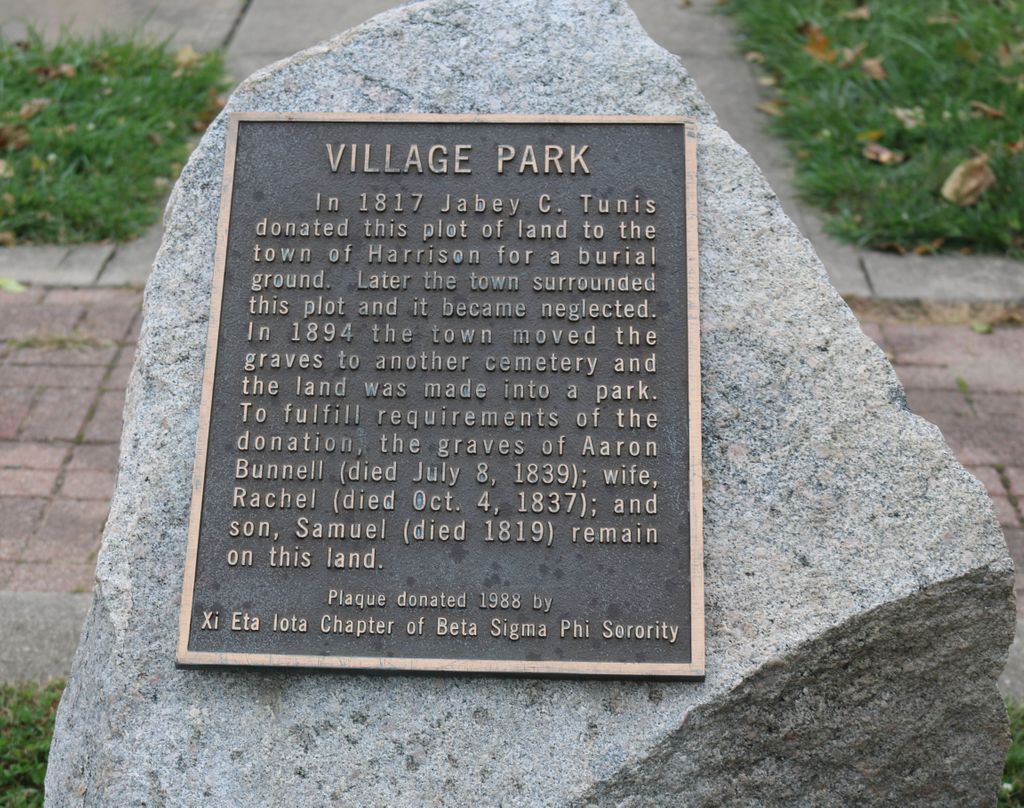 VILLAGE PARK
In 1817 Jabey C. Tunis
donated this plot of land to the
town of Harrison for a burial
ground. Later the town surrounded
this plot and it became neglected.
In 1894 the town moved the
graves to another cemetery and
the land was made into a park.
To fulfill requirements of the
donation, the graves of Aaron
Bunnell (died July 8, 1839); wife,
Rachel (died Oct. 4, 1837); and
son, Samuel (died 1819) remain
on this land.
Plaque donated 1988 by
Xi Eta Iota Chapter of Beta Sigma Phi Sorority